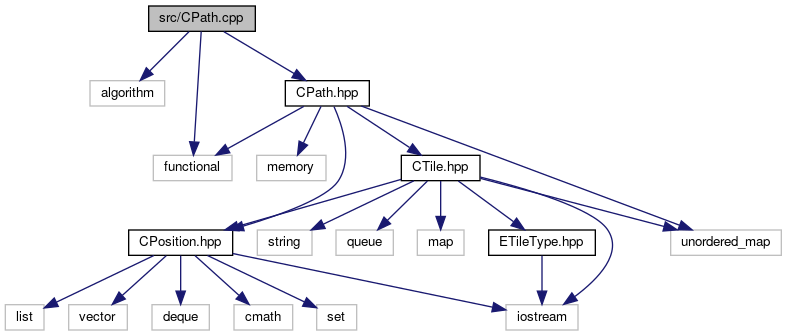 src/CPath.cpp
algorithm
CPath.hpp
functional
memory
CTile.hpp
CPosition.hpp
string
queue
map
ETileType.hpp
unordered_map
list
vector
deque
cmath
set
iostream